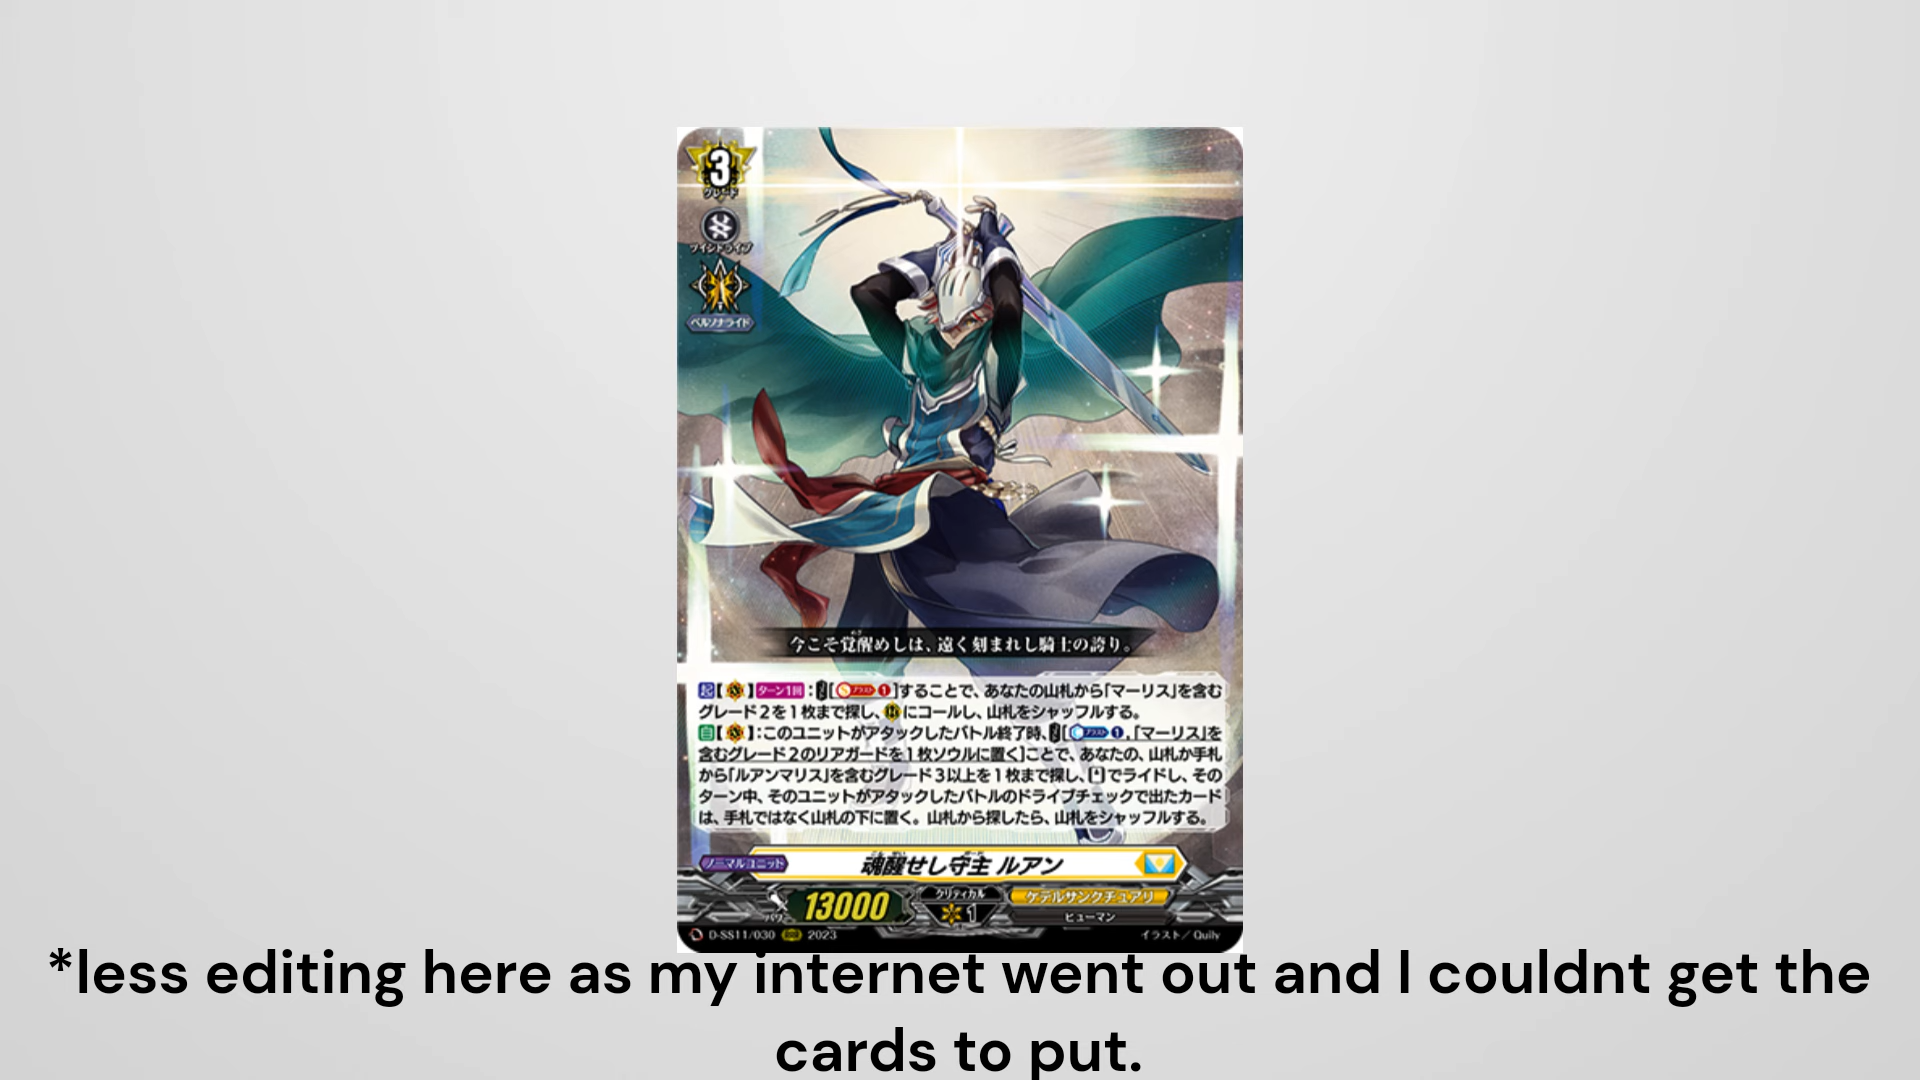 3
グレード
ツインドライブ
ペルソナライド
今こそ覚醒めしは、遠く刻まれし騎士の誇り。
起【】ターン1回：[ブラスト1]することで、あなたの山札から「マーリス」を含む
グレード2を1枚まで探し、Rにコールし、山札をシャッフルする。
【】：このユニットがアタックしたバトル終了時、[ブラスト1,「マーリス」を
含むグレード2のリアガードを1枚ソウルに置く]ことで、あなたの、山札か手札
から「ルアンマリス」を含むグレード3以上を1枚まで探し、[*]でライドし、その
ターン中、そのユニットがアタックしたバトルのドライブチェックで出たカード
は、手札ではなく山札の下に置く。山札から探したら、山札をシャッフルする。
ノーマルユニット 魂醒せし守主 ルアン
パワー 13000 クリティカル 1 ケテルサンクチュアリ
ヒューマン
D-SS11/030 RRR 2023 イラスト／Quily
*less editing here as my internet went out and I couldnt get the
cards to put.